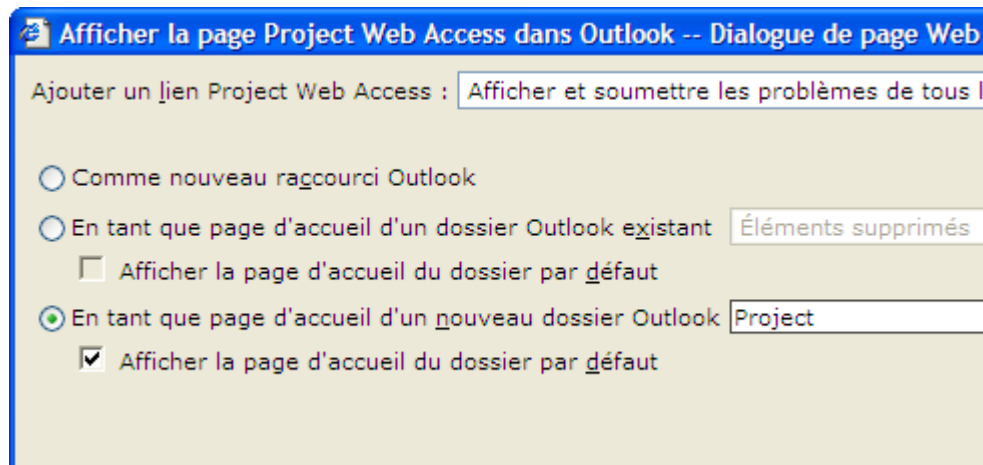 Afficher la page Project Web Access dans Outlook -- Dialogue de page Web
Ajouter un lien Project Web Access : Afficher et soumettre les problèmes de tous l
Comme nouveau raccourci Outlook
En tant que page d'accueil d'un dossier Outlook existant Éléments supprimés
Afficher la page d'accueil du dossier par défaut
En tant que page d'accueil d'un nouveau dossier Outlook Project
Afficher la page d'accueil du dossier par défaut